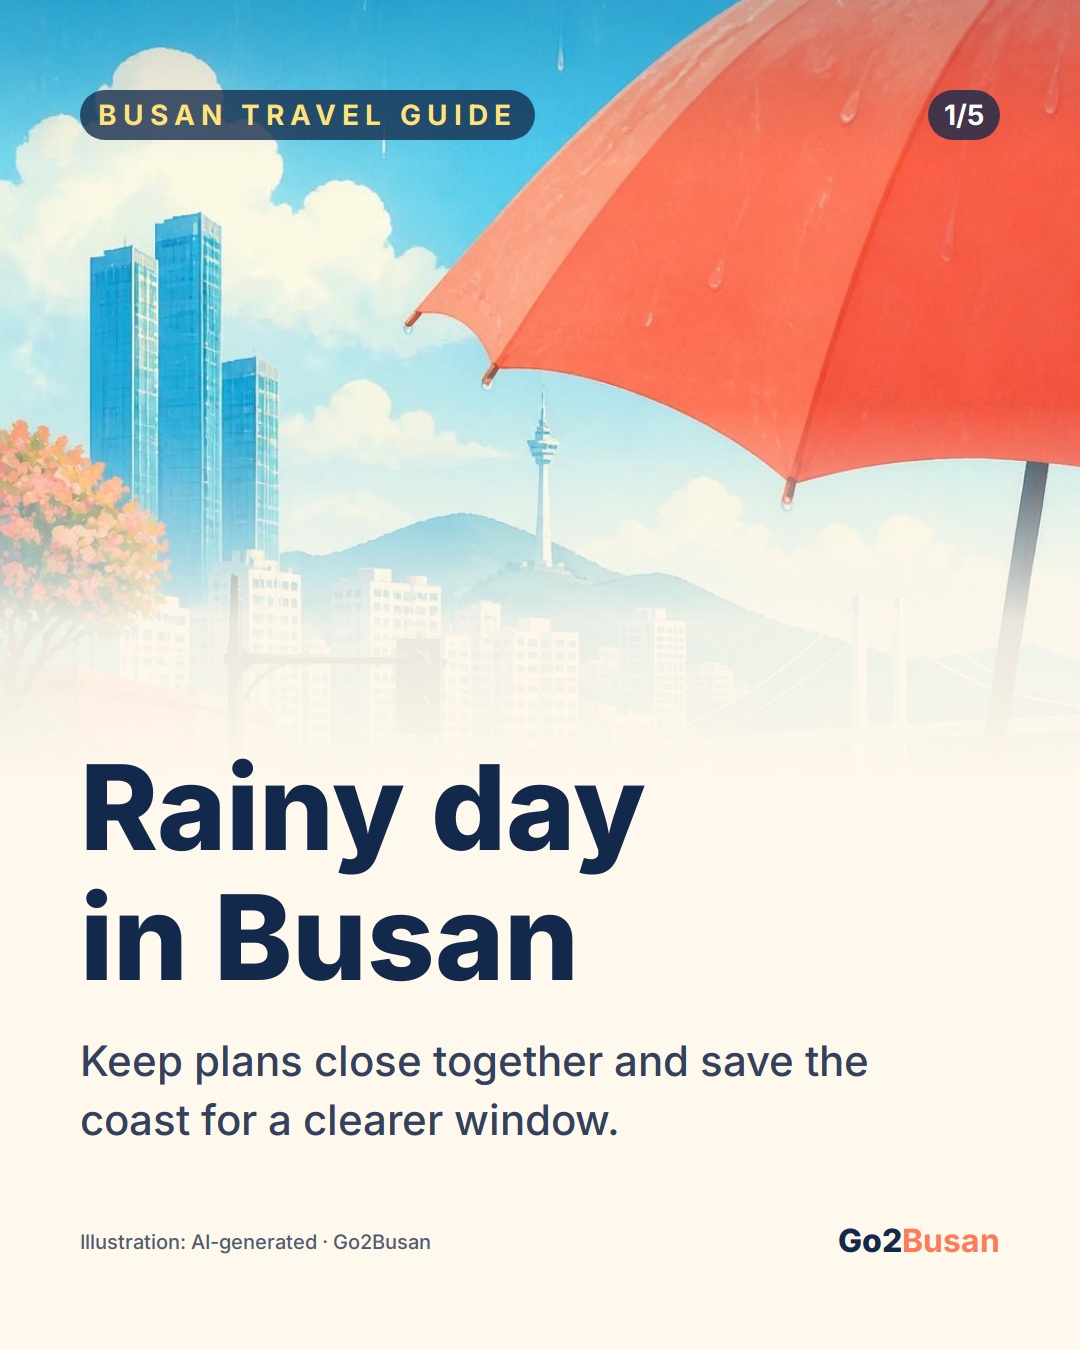 BUSAN TRAVEL GUIDE
1/5
Rainy day
in Busan
Keep plans close together and save the
coast for a clearer window.
Illustration: AI-generated · Go2Busan
Go2Busan